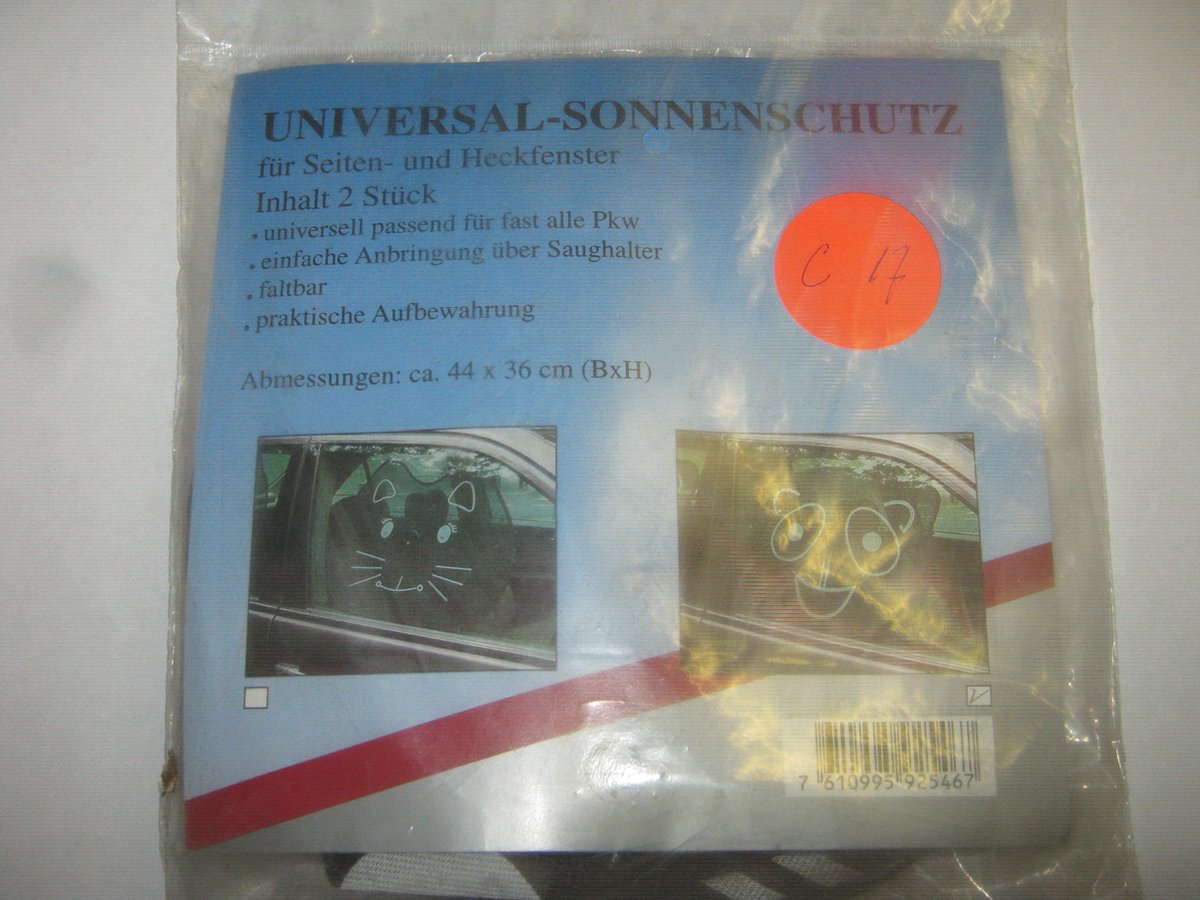 UNIVERSAL-SONNENSCHUTZ
für Seiten- und Heckfenster
Inhalt 2 Stück
. universell passend für fast alle Pkw
. einfache Anbringung über Saughalter
. faltbar
. praktische Aufbewahrung
C 17
Abmessungen: ca. 44 x 36 cm (BxH)
7 610995 925467